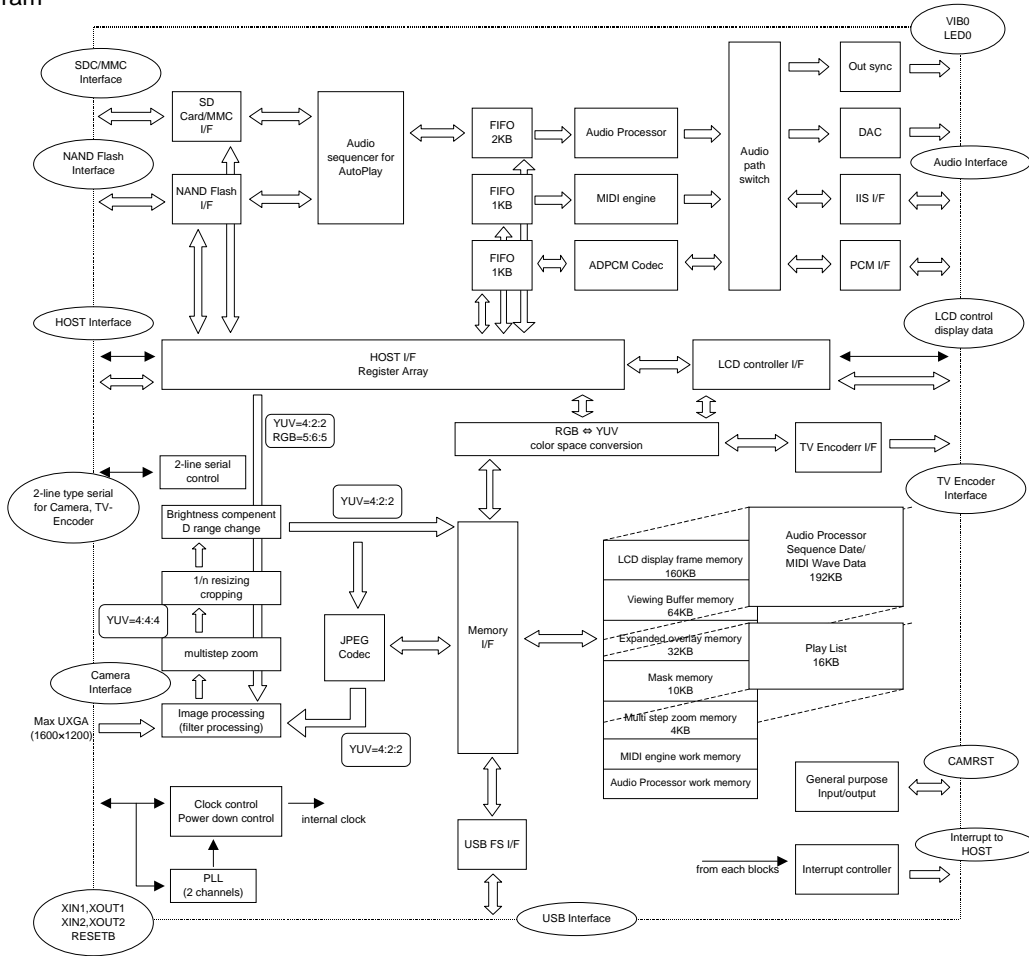 ram
VIB0
LED0
SDC/MMC
Interface
SD
Card/MMC
I/F
Audio
sequencer for
AutoPlay
FIFO
2KB
Audio Processor
Audio
path
switch
Out sync
DAC
NAND Flash
Interface
NAND Flash
I/F
FIFO
1KB
MIDI engine
IIS I/F
Audio Interface
FIFO
1KB
ADPCM Codec
PCM I/F
HOST Interface
HOST I/F
Register Array
LCD controller I/F
LCD control
display data
YUV=4:2:2
RGB=5:6:5
RGB ⇔ YUV
color space conversion
TV Encoderr I/F
2-line serial
control
2-line type serial
for Camera, TV-
Encoder
YUV=4:2:2
TV Encoder
Interface
Brightness compenent
D range change
1/n resizing
cropping
YUV=4:4:4
multistep zoom
JPEG
Codec
Memory
I/F
LCD display frame memory
160KB
Viewing Buffer memory
64KB
Expanded overlay memory
32KB
Mask memory
10KB
Multi step zoom memory
4KB
MIDI engine work memory
Audio Processor work memory
Audio Processor
Sequence Date/
MIDI Wave Data
192KB
Play List
16KB
Camera
Interface
Max UXGA
(1600×1200)
Image processing
(filter processing)
YUV=4:2:2
General purpose
Input/output
CAMRST
Clock control
Power down control
internal clock
USB FS I/F
from each blocks
Interrupt controller
Interrupt to
HOST
PLL
(2 channels)
XIN1,XOUT1
XIN2,XOUT2
RESETB
USB Interface